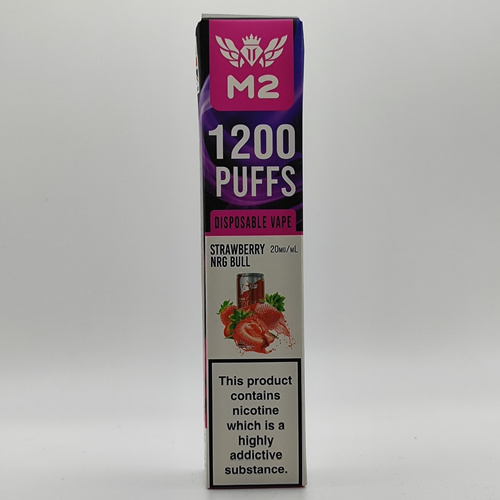 M2
1200
PUFFS
DISPOSABLE VAPE
STRAWBERRY 20MG/ML
NRG BULL
This product
contains
nicotine
which is a
highly
addictive
substance.